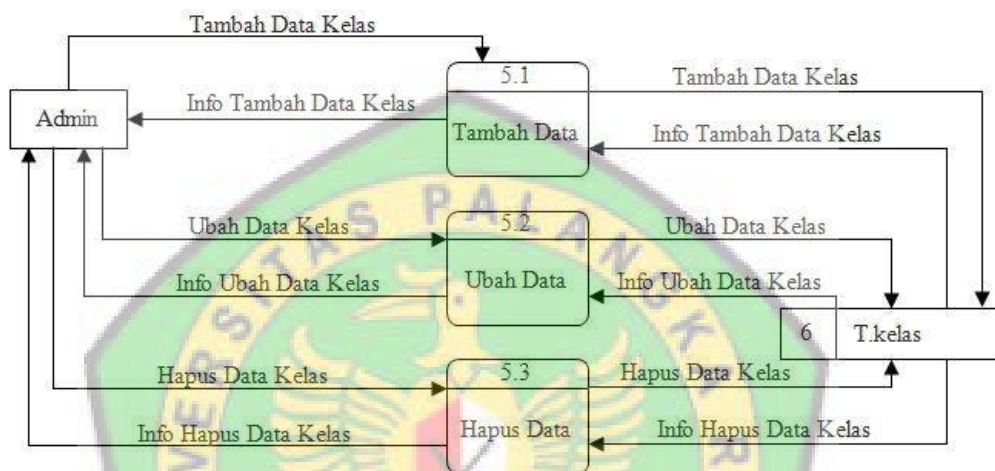 Tambah Data Kelas
5.1
Tambah Data Kelas
Info Tambah Data Kelas
Admin
Tambah Data
Info Tambah Data Kelas
Ubah Data Kelas
5.2
Ubah Data Kelas
Info Ubah Data Kelas
Ubah Data
Info Ubah Data Kelas
6
T.kelas
Hapus Data Kelas
5.3
Hapus Data Kelas
Info Hapus Data Kelas
Hapus Data
Info Hapus Data Kelas
VERSITAS PALANGKA R